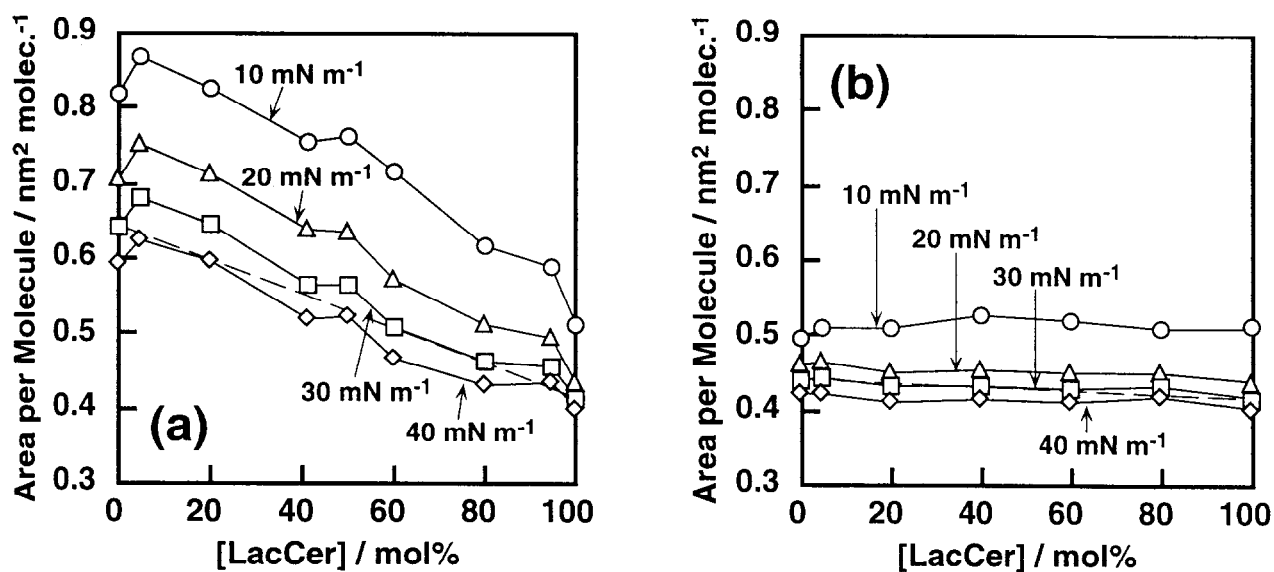 Area per Molecule / nm² molec.⁻¹
0.9
0.8
0.7
0.6
0.5
0.4
0.3
10 mN m⁻¹
20 mN m⁻¹
30 mN m⁻¹
40 mN m⁻¹
(a)
0 20 40 60 80 100
[LacCer] / mol%
Area per Molecule / nm² molec.⁻¹
0.9
0.8
0.7
0.6
0.5
0.4
0.3
(b)
10 mN m⁻¹
20 mN m⁻¹
30 mN m⁻¹
40 mN m⁻¹
0 20 40 60 80 100
[LacCer] / mol%